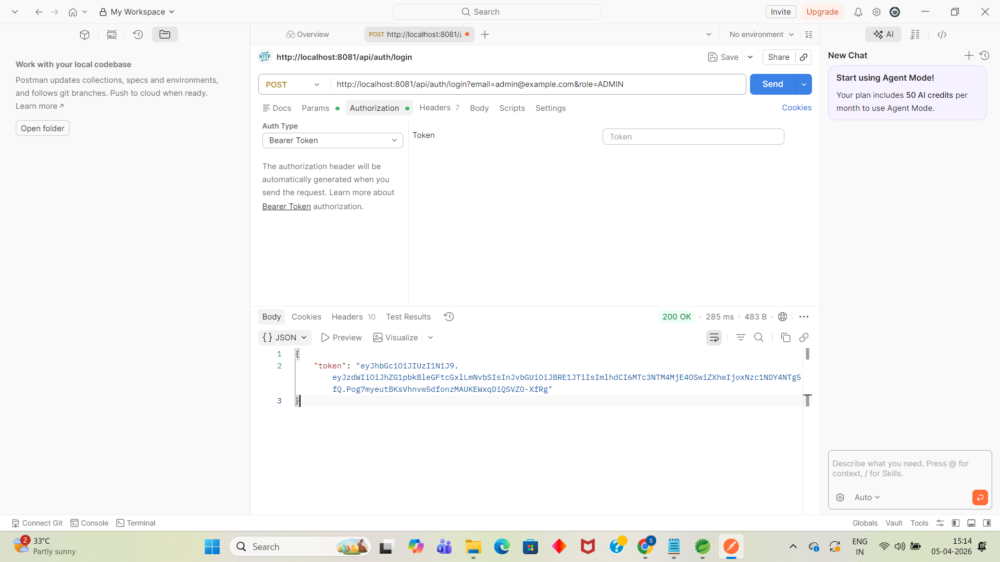 My Workspace
Search
Invite
Upgrade
Overview
POST http://localhost:8081/a
No environment
AI
Work with your local codebase
Postman updates collections, specs and environments,
and follows git branches. Push to cloud when ready.
Learn more ↗
Open folder
HTTP http://localhost:8081/api/auth/login
Save
Share
POST
http://localhost:8081/api/auth/login?email=admin@example.com&role=ADMIN
Send
Docs
Params
Authorization
Headers 7
Body
Scripts
Settings
Cookies
Auth Type
Bearer Token
The authorization header will be
automatically generated when you
send the request. Learn more about
Bearer Token authorization.
Token
Token
Body
Cookies
Headers 10
Test Results
200 OK
285 ms
483 B
{} JSON
Preview
Visualize
1 {
2 "token": "eyJhbGciOiJIUzI1NiJ9.
eyJzdWIiOiJhZG1pbkBleGFtcGxlLmNvbSIsInJvbGUiOiJBRE1JTiIsImlhdCI6MTc3NTM4MjE4OSwiZXhwIjoxNzc1NDY4NTg5
fQ.Pog7myeutBKsVhnvw5dfonzMAUKEWxqDiQSVZO-XfRg"
3 }
New Chat
Start using Agent Mode!
Your plan includes 50 AI credits per
month to use Agent Mode.
Describe what you need. Press @ for
context, / for Skills.
Auto
Connect Git
Console
Terminal
Globals
Vault
Tools
2
33°C
Partly sunny
Search
S
ENG
IN
15:14
05-04-2026